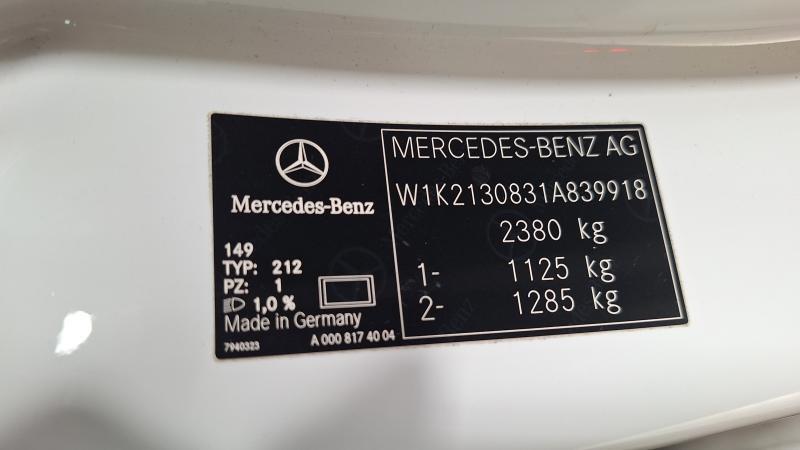 Mercedes-Benz
149
TYP: 212
PZ: 1
1,0 %
Made in Germany
7940323
A 000 817 40 04
MERCEDES-BENZ AG
W1K2130831A839918
2380 kg
1- 1125 kg
2- 1285 kg